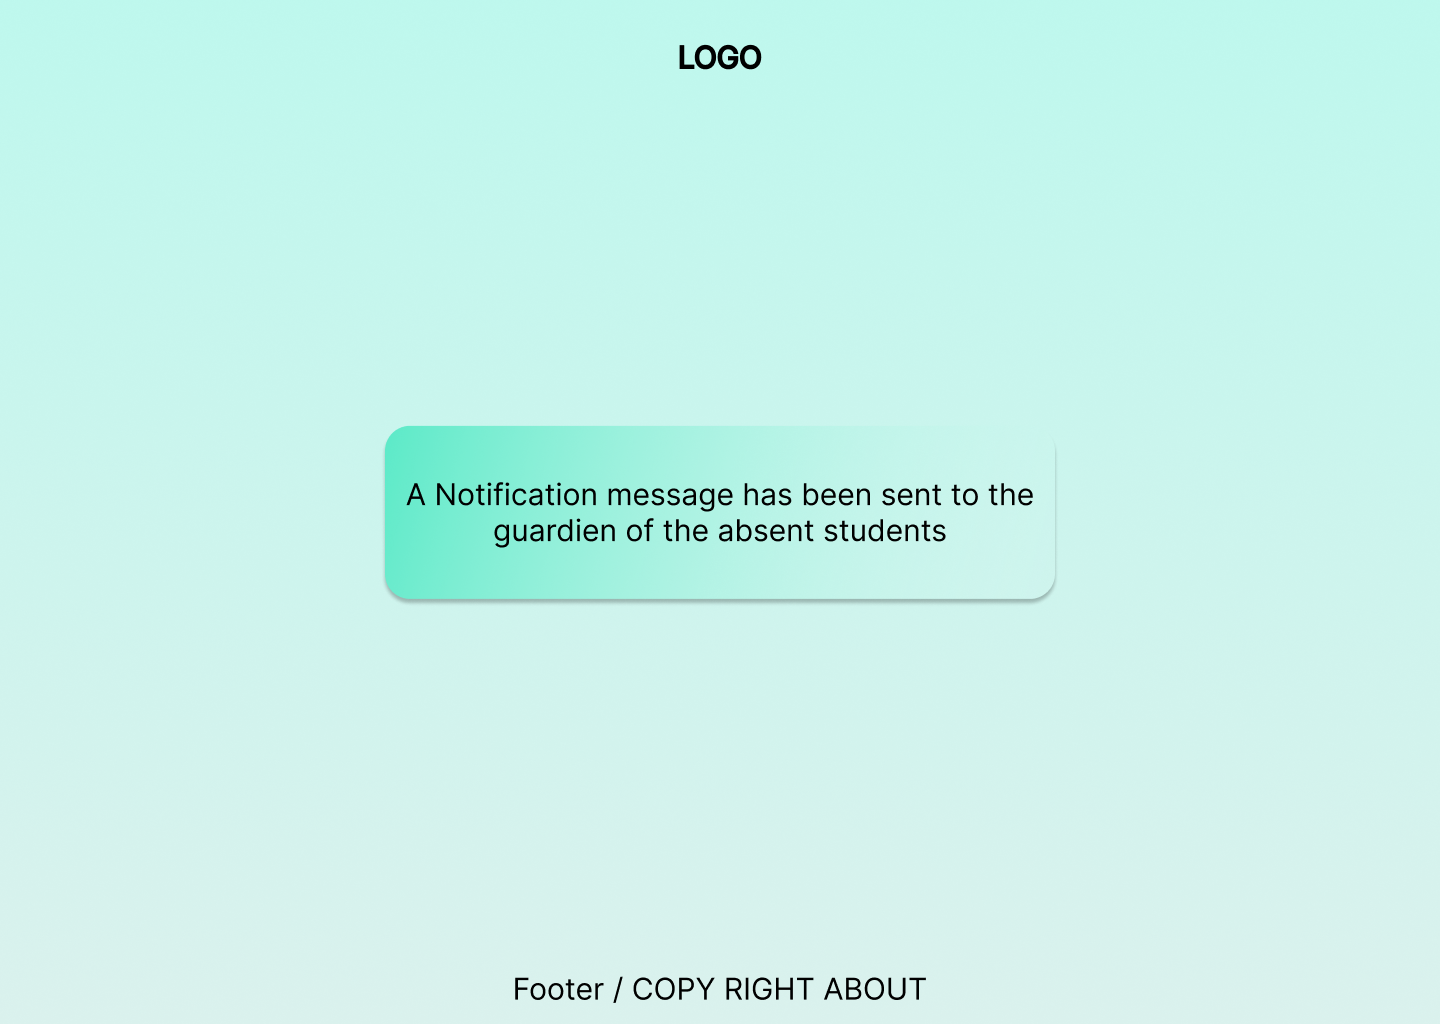 LOGO
A Notification message has been sent to the
guardien of the absent students
Footer / COPY RIGHT ABOUT